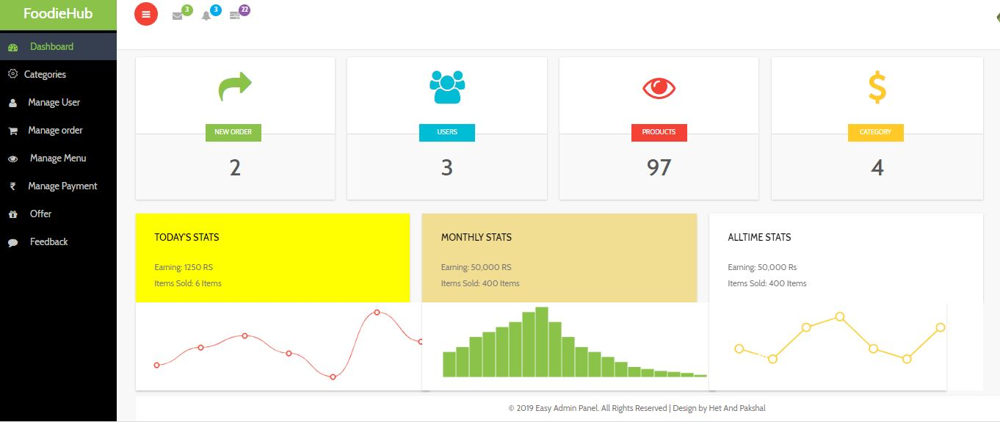 FoodieHub
3
3
22
Dashboard
Categories
Manage User
Manage order
Manage Menu
Manage Payment
Offer
Feedback
NEW ORDER
2
USERS
3
PRODUCTS
97
CATEGORY
4
TODAY'S STATS
Earning: 1250 RS
Items Sold: 6 Items
MONTHLY STATS
Earning: 50,000 RS
Items Sold: 400 Items
ALLTIME STATS
Earning: 50,000 Rs
Items Sold: 400 Items
© 2019 Easy Admin Panel. All Rights Reserved | Design by Het And Pakshal